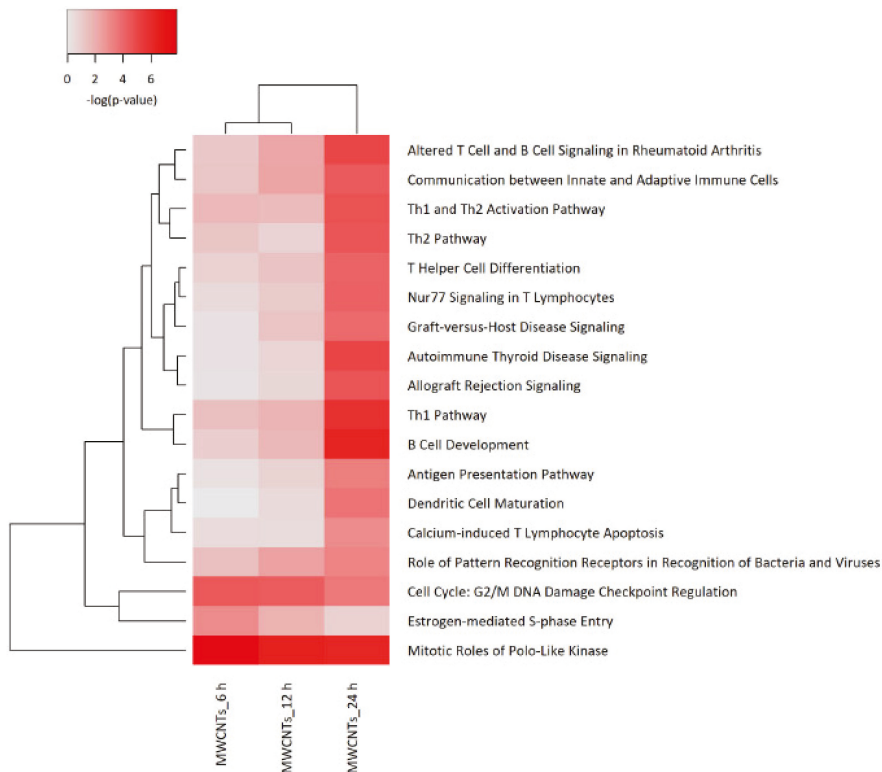 0 2 4 6
-log(p-value)
Altered T Cell and B Cell Signaling in Rheumatoid Arthritis
Communication between Innate and Adaptive Immune Cells
Th1 and Th2 Activation Pathway
Th2 Pathway
T Helper Cell Differentiation
Nur77 Signaling in T Lymphocytes
Graft-versus-Host Disease Signaling
Autoimmune Thyroid Disease Signaling
Allograft Rejection Signaling
Th1 Pathway
B Cell Development
Antigen Presentation Pathway
Dendritic Cell Maturation
Calcium-induced T Lymphocyte Apoptosis
Role of Pattern Recognition Receptors in Recognition of Bacteria and Viruses
Cell Cycle: G2/M DNA Damage Checkpoint Regulation
Estrogen-mediated S-phase Entry
Mitotic Roles of Polo-Like Kinase
MWCNTs_6 h
MWCNTs_12 h
MWCNTs_24 h